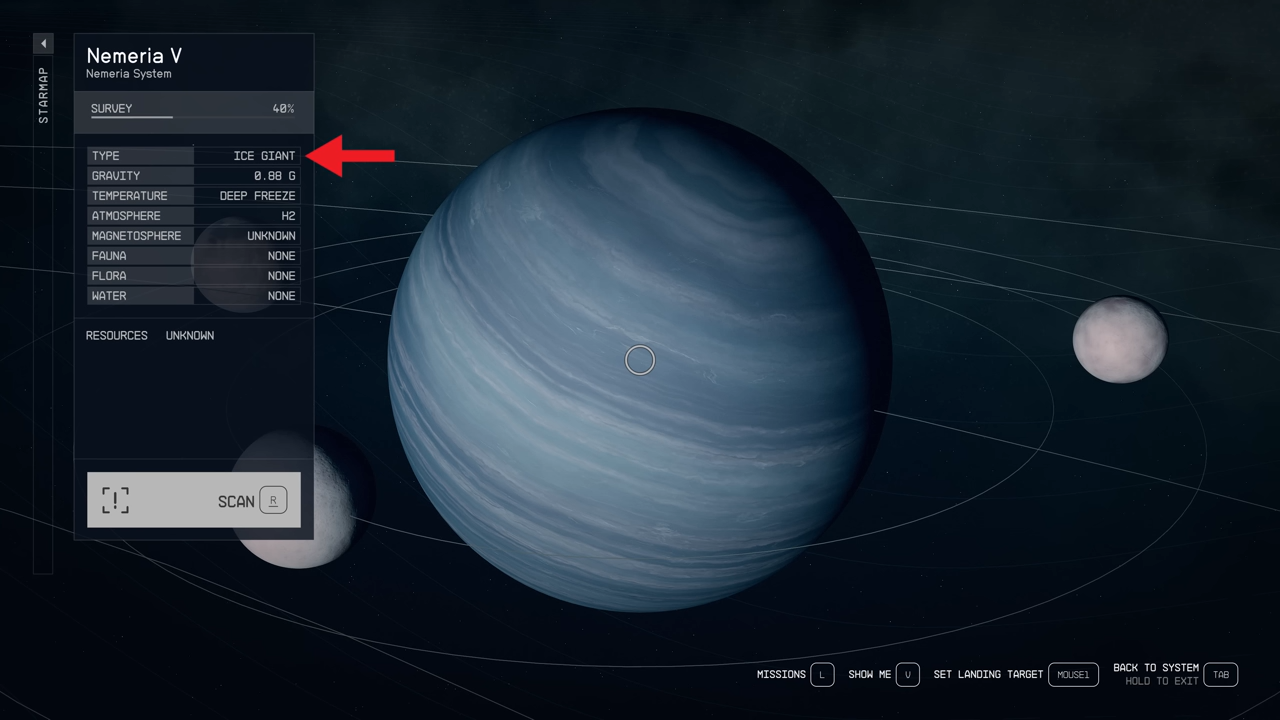 STARMAP
Nemeria V
Nemeria System
SURVEY 40%
TYPE ICE GIANT
GRAVITY 0.88 G
TEMPERATURE DEEP FREEZE
ATMOSPHERE H2
MAGNETOSPHERE UNKNOWN
FAUNA NONE
FLORA NONE
WATER NONE
RESOURCES UNKNOWN
[!] SCAN R
MISSIONS L SHOW ME V SET LANDING TARGET MOUSE1 BACK TO SYSTEM TAB
HOLD TO EXIT